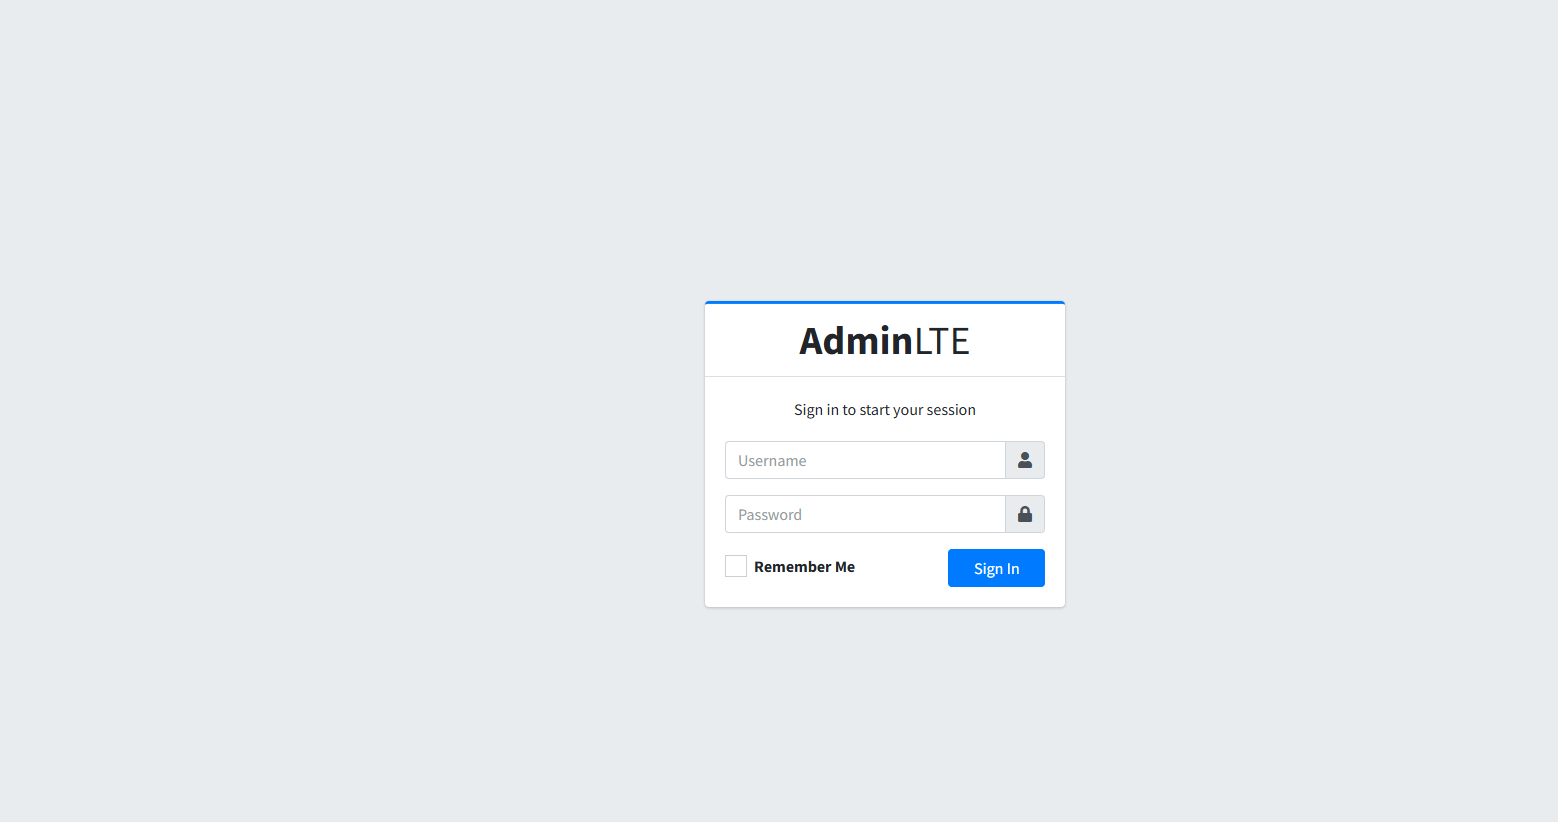 AdminLTE
Sign in to start your session
Username
Password
Remember Me
Sign In